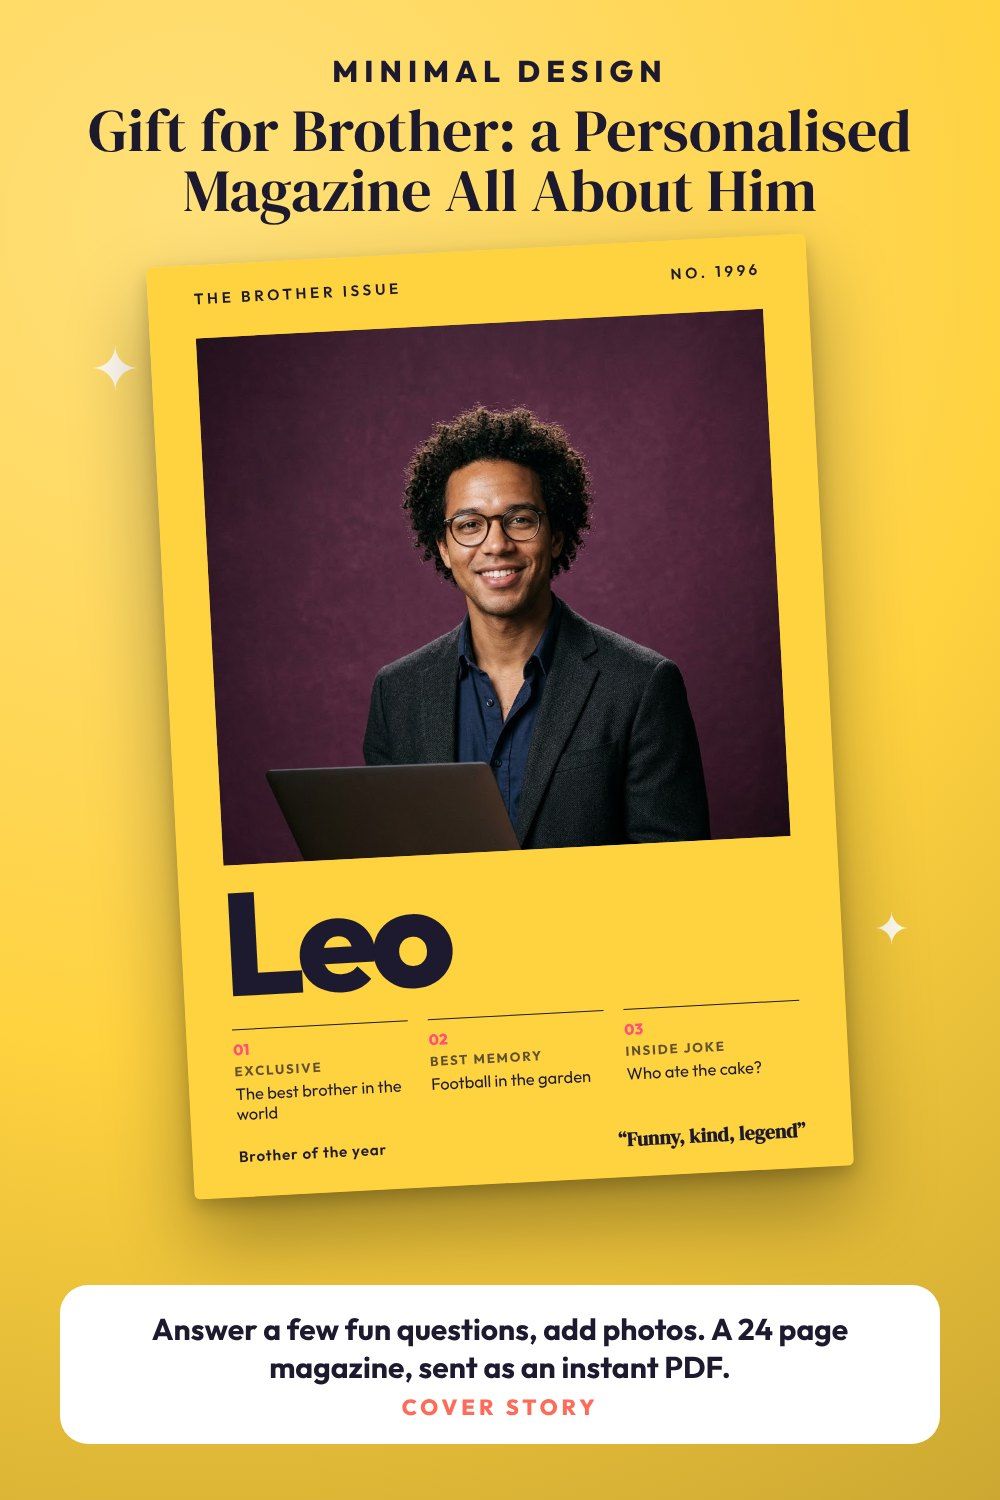 MINIMAL DESIGN
Gift for Brother: a Personalised
Magazine All About Him
THE BROTHER ISSUE
NO. 1996
Leo
01
EXCLUSIVE
The best brother in the
world
02
BEST MEMORY
Football in the garden
03
INSIDE JOKE
Who ate the cake?
Brother of the year
“Funny, kind, legend”
Answer a few fun questions, add photos. A 24 page
magazine, sent as an instant PDF.
COVER STORY